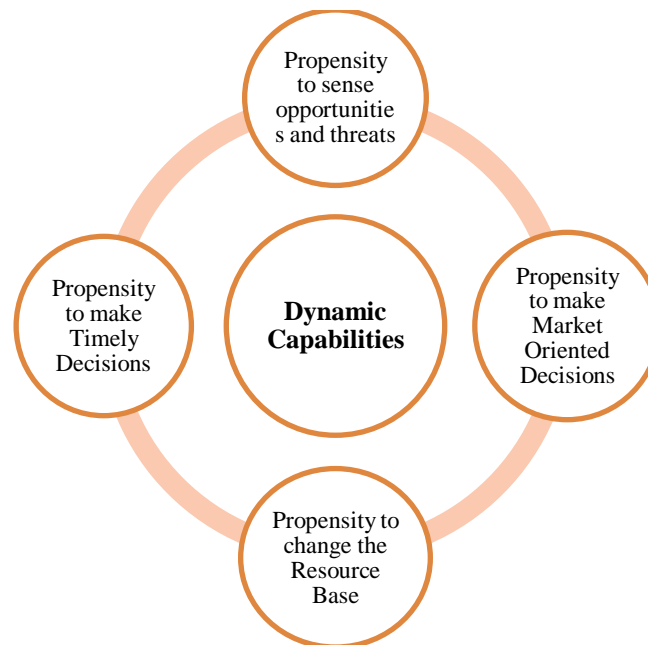 Propensity
to sense
opportunitie
s and threats
Propensity
to make
Timely
Decisions
Dynamic
Capabilities
Propensity
to make
Market
Oriented
Decisions
Propensity to
change the
Resource
Base